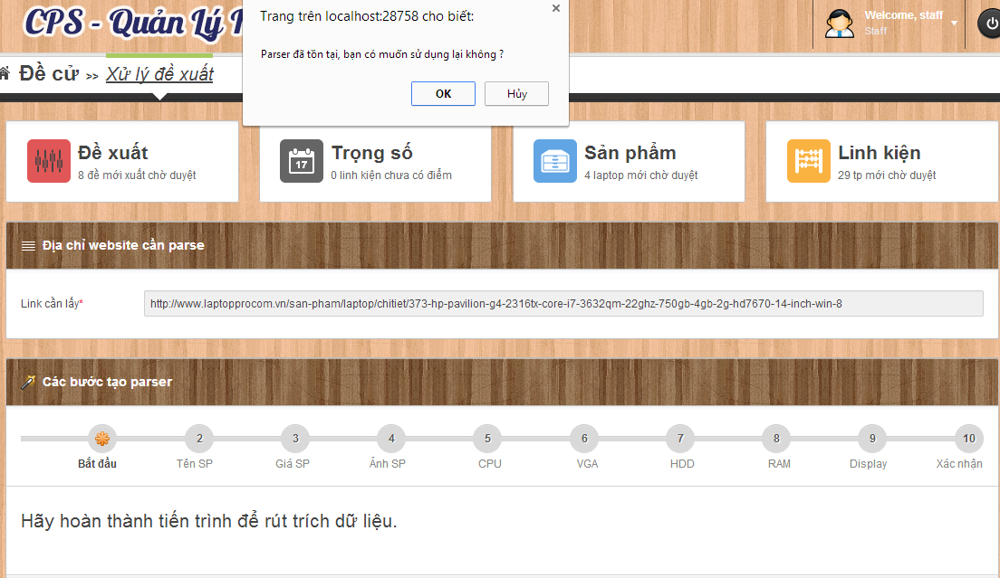 CPS - Quản Lý
Trang trên localhost:28758 cho biết:
Parser đã tồn tại, bạn có muốn sử dụng lại không ?
OK
Hủy
Welcome, staff
Staff
Đề cử >> Xử lý đề xuất
Đề xuất
8 đề mới xuất chờ duyệt
17
Trọng số
0 linh kiện chưa có điểm
Sản phẩm
4 laptop mới chờ duyệt
Linh kiện
29 tp mới chờ duyệt
Địa chỉ website cần parse
Link cần lấy*
http://www.laptopprocom.vn/san-pham/laptop/chitiet/373-hp-pavilion-g4-2316tx-core-i7-3632qm-22ghz-750gb-4gb-2g-hd7670-14-inch-win-8
Các bước tạo parser
2 3 4 5 6 7 8 9 10
Bắt đầu Tên SP Giá SP Ảnh SP CPU VGA HDD RAM Display Xác nhận
Hãy hoàn thành tiến trình để rút trích dữ liệu.